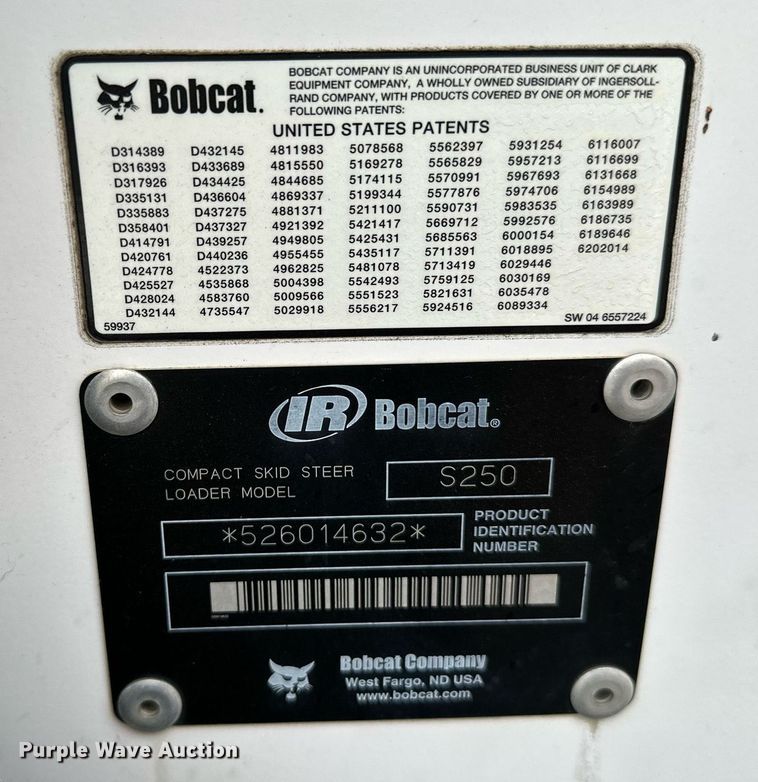 Bobcat.
BOBCAT COMPANY IS AN UNINCORPORATED BUSINESS UNIT OF CLARK
EQUIPMENT COMPANY, A WHOLLY OWNED SUBSIDIARY OF INGERSOLL-
RAND COMPANY, WITH PRODUCTS COVERED BY ONE OR MORE OF THE
FOLLOWING PATENTS:
UNITED STATES PATENTS
D314389 D432145 4811983 5078568 5562397 5931254 6116007
D316393 D433689 4815550 5169278 5565829 5957213 6116699
D317926 D434425 4844685 5174115 5570991 5967693 6131668
D335131 D436604 4869337 5199344 5577876 5974706 6154989
D335883 D437275 4881371 5211100 5590731 5983535 6163989
D358401 D437327 4921392 5421417 5669712 5992576 6186735
D414791 D439257 4949805 5425431 5685563 6000154 6189646
D420761 D440236 4955455 5435117 5711391 6018895 6202014
D424778 4522373 4962825 5481078 5713419 6029446
D425527 4535868 5004398 5542493 5759125 6030169
D428024 4583760 5009566 5551523 5821631 6035478
D432144 4735547 5029918 5556217 5924516 6089334
59937 SW 04 6557224
IR Bobcat®
COMPACT SKID STEER
LOADER MODEL
S250
*526014632*
PRODUCT
IDENTIFICATION
NUMBER
Bobcat Company
West Fargo, ND USA
www.bobcat.com
Purple Wave Auction